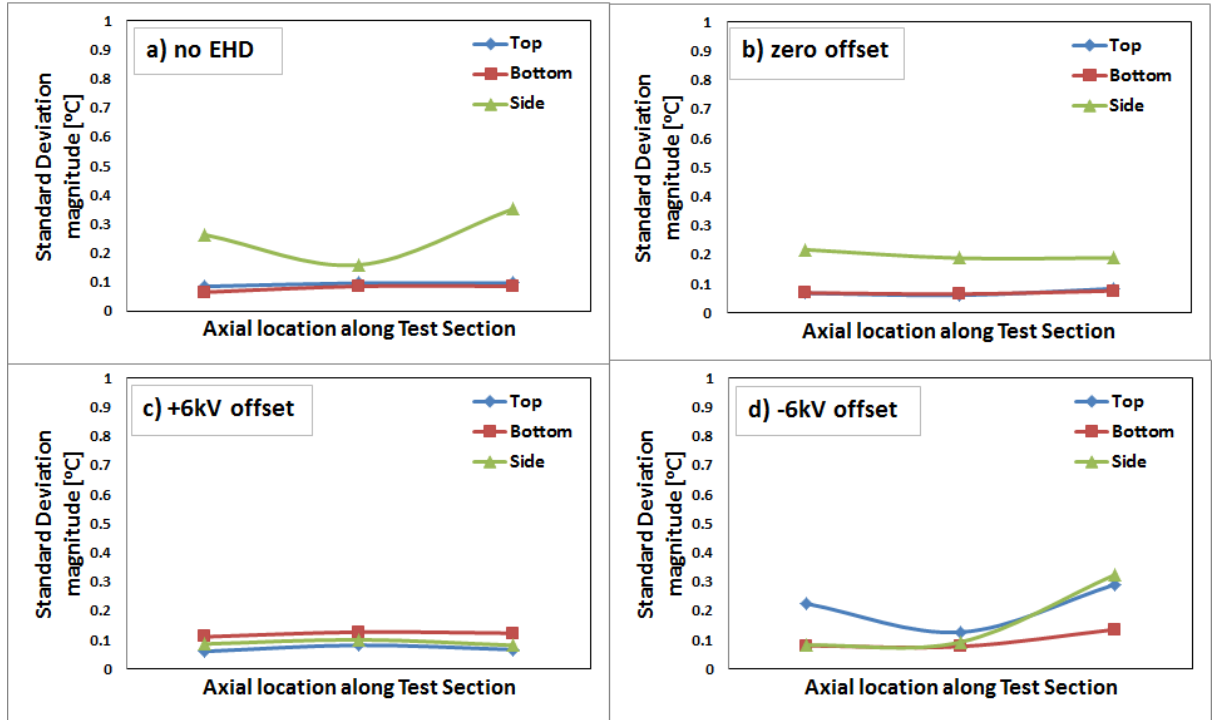 a) no EHD
Standard Deviation
magnitude [ºC]
1
0.9
0.8
0.7
0.6
0.5
0.4
0.3
0.2
0.1
0
Top
Bottom
Side
Axial location along Test Section
b) zero offset
Standard Deviation
magnitude [ºC]
1
0.9
0.8
0.7
0.6
0.5
0.4
0.3
0.2
0.1
0
Top
Bottom
Side
Axial location along Test Section
c) +6kV offset
Standard Deviation
magnitude [ºC]
1
0.9
0.8
0.7
0.6
0.5
0.4
0.3
0.2
0.1
0
Top
Bottom
Side
Axial location along Test Section
d) -6kV offset
Standard Deviation
magnitude [ºC]
1
0.9
0.8
0.7
0.6
0.5
0.4
0.3
0.2
0.1
0
Top
Bottom
Side
Axial location along Test Section